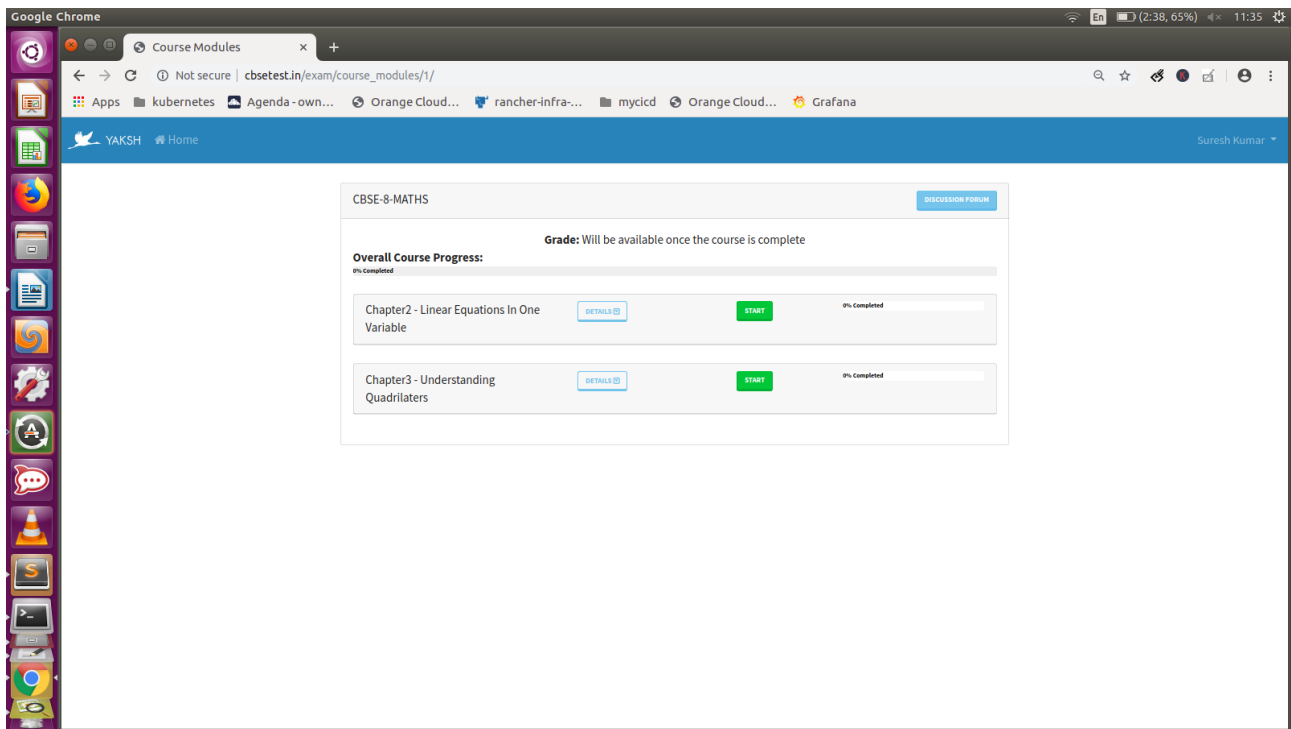 Google Chrome
En (2:38, 65%) 11:35
Course Modules × +
Not secure | cbsetest.in/exam/course_modules/1/
Apps kubernetes Agenda - own... Orange Cloud... rancher-infra-... mycicd Orange Cloud... Grafana
YAKSH Home Suresh Kumar
CBSE-8-MATHS DISCUSSION FORUM
Grade: Will be available once the course is complete
Overall Course Progress:
0% Completed
Chapter2 - Linear Equations In One
Variable
DETAILS START 0% Completed
Chapter3 - Understanding
Quadrilaters
DETAILS START 0% Completed